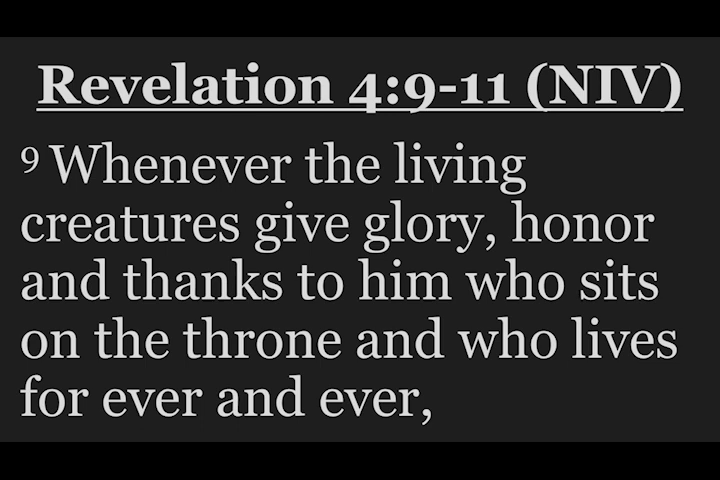 Revelation 4:9-11 (NIV)
9 Whenever the living
creatures give glory, honor
and thanks to him who sits
on the throne and who lives
for ever and ever,